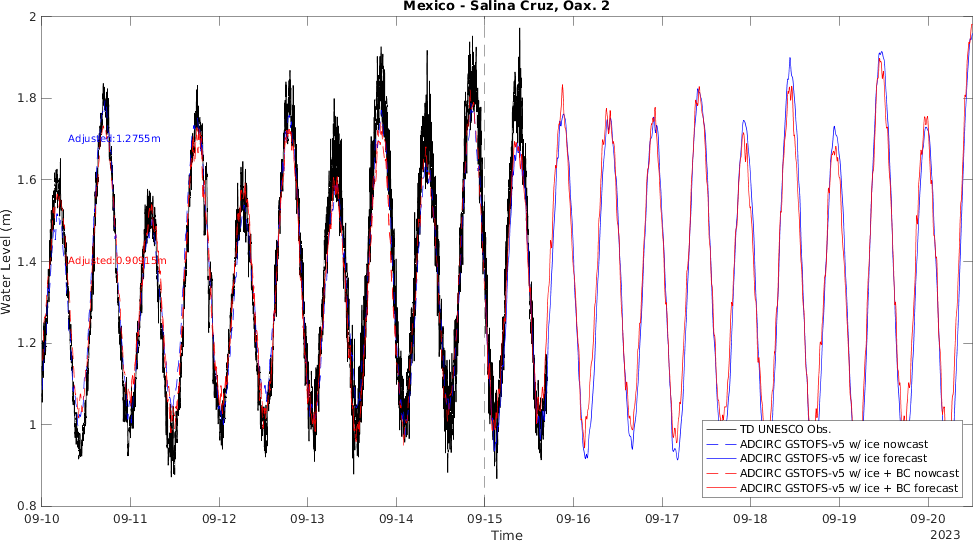 Mexico - Salina Cruz, Oax. 2
2
1.8
1.6
1.4
1.2
1
0.8
Water Level (m)
Adjusted:1.2755m
Adjusted:0.90915m
TD UNESCO Obs.
ADCIRC GSTOFS-v5 w/ ice nowcast
ADCIRC GSTOFS-v5 w/ ice forecast
ADCIRC GSTOFS-v5 w/ ice + BC nowcast
ADCIRC GSTOFS-v5 w/ ice + BC forecast
09-10 09-11 09-12 09-13 09-14 09-15 09-16 09-17 09-18 09-19 09-20
Time
2023